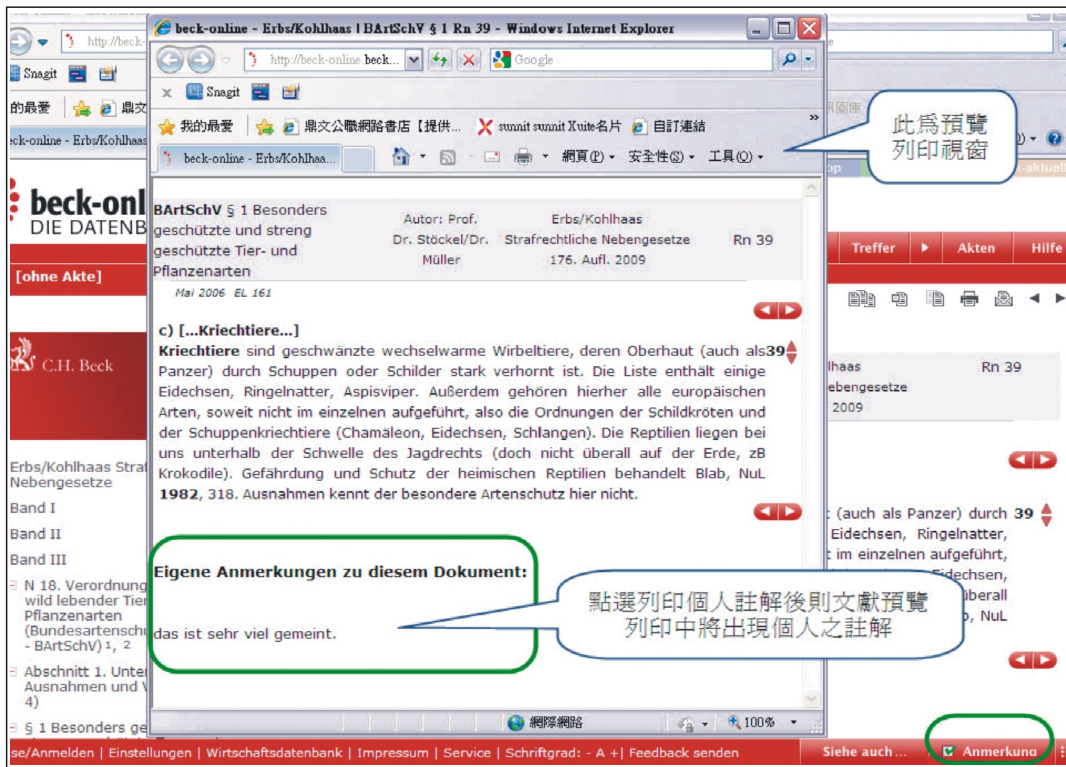 beck-online - Erbs/Kohlhaas | BArtSchV § 1 Rn 39 - Windows Internet Explorer
http://beck-
http://beck-online beck...
Google
Snagit
Snagit
的最愛
鼎文
我的最愛
鼎文公職網路書店【提供...
sunnit sunnit Xuite名片
自訂連結
»
beck-online - Erbs/Kohlhaa...
網頁(P)
安全性(S)
工具(O)
此為預覽
列印視窗
beck-onl
DIE DATENB
[ohne Akte]
C.H. Beck
Treffer
Akten
Hilfe
BArtSchV § 1 Besonders
geschützte und streng
geschützte Tier- und
Pflanzenarten
Autor: Prof.
Dr. Stöckel/Dr.
Müller
Erbs/Kohlhaas
Strafrechtliche Nebengesetze
176. Aufl. 2009
Rn 39
Mai 2006 EL 161
c) [...Kriechtiere...]
Kriechtiere sind geschwänzte wechselwarme Wirbeltiere, deren Oberhaut (auch als 39
Panzer) durch Schuppen oder Schilder stark verhornt ist. Die Liste enthält einige
Eidechsen, Ringelnatter, Aspisviper. Außerdem gehören hierher alle europäischen
Arten, soweit nicht im einzelnen aufgeführt, also die Ordnungen der Schildkröten und
der Schuppenkriechtiere (Chamäleon, Eidechsen, Schlangen). Die Reptilien liegen bei
uns unterhalb der Schwelle des Jagdrechts (doch nicht überall auf der Erde, zB
Krokodile). Gefährdung und Schutz der heimischen Reptilien behandelt Blab, NuL
1982, 318. Ausnahmen kennt der besondere Artenschutz hier nicht.
Eigene Anmerkungen zu diesem Dokument:
das ist sehr viel gemeint.
點選列印個人註解後則文獻預覽
列印中將出現個人之註解
網際網路
100%
Erbs/Kohlhaas Straf
Nebengesetze
Band I
Band II
Band III
N 18. Verordnung
wild lebender Tier
Pflanzenarten
(Bundesartenschu
- BArtSchV) 1, 2
Abschnitt 1. Unter
Ausnahmen und V
4)
§ 1 Besonders ge
lhaas
ebengesetze
2009
Rn 39
(auch als Panzer) durch 39
Eidechsen, Ringelnatter,
t im einzelnen aufgeführt,
idechsen,
überall
, NuL
se/Anmelden | Einstellungen | Wirtschaftsdatenbank | Impressum | Service | Schriftgrad: - A + | Feedback senden
Siehe auch ...
Anmerkung